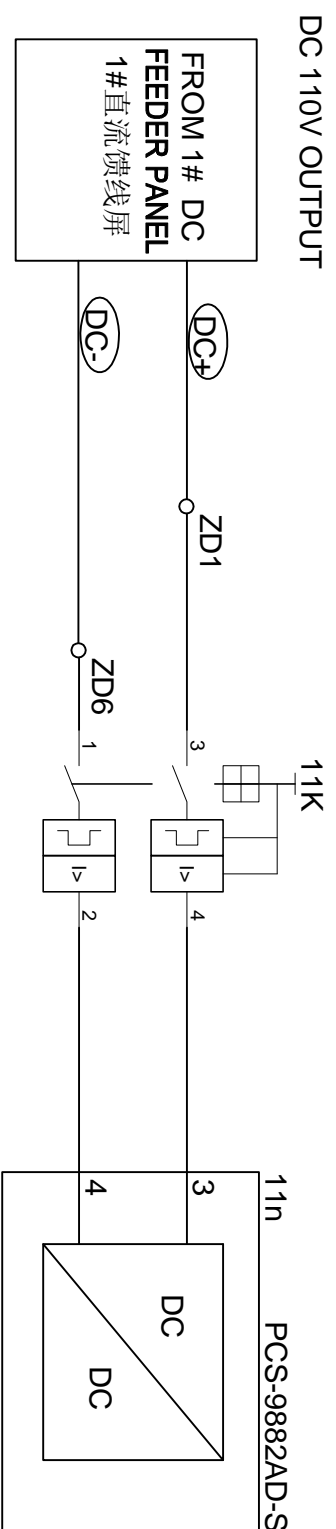 DC 110V OUTPUT
FROM 1# DC
FEEDER PANEL
1#直流馈线屏
DC+
DC-
ZD1
ZD6
11K
3
1
I>
I>
4
2
11n
PCS-9882AD-S
3
4
DC
DC